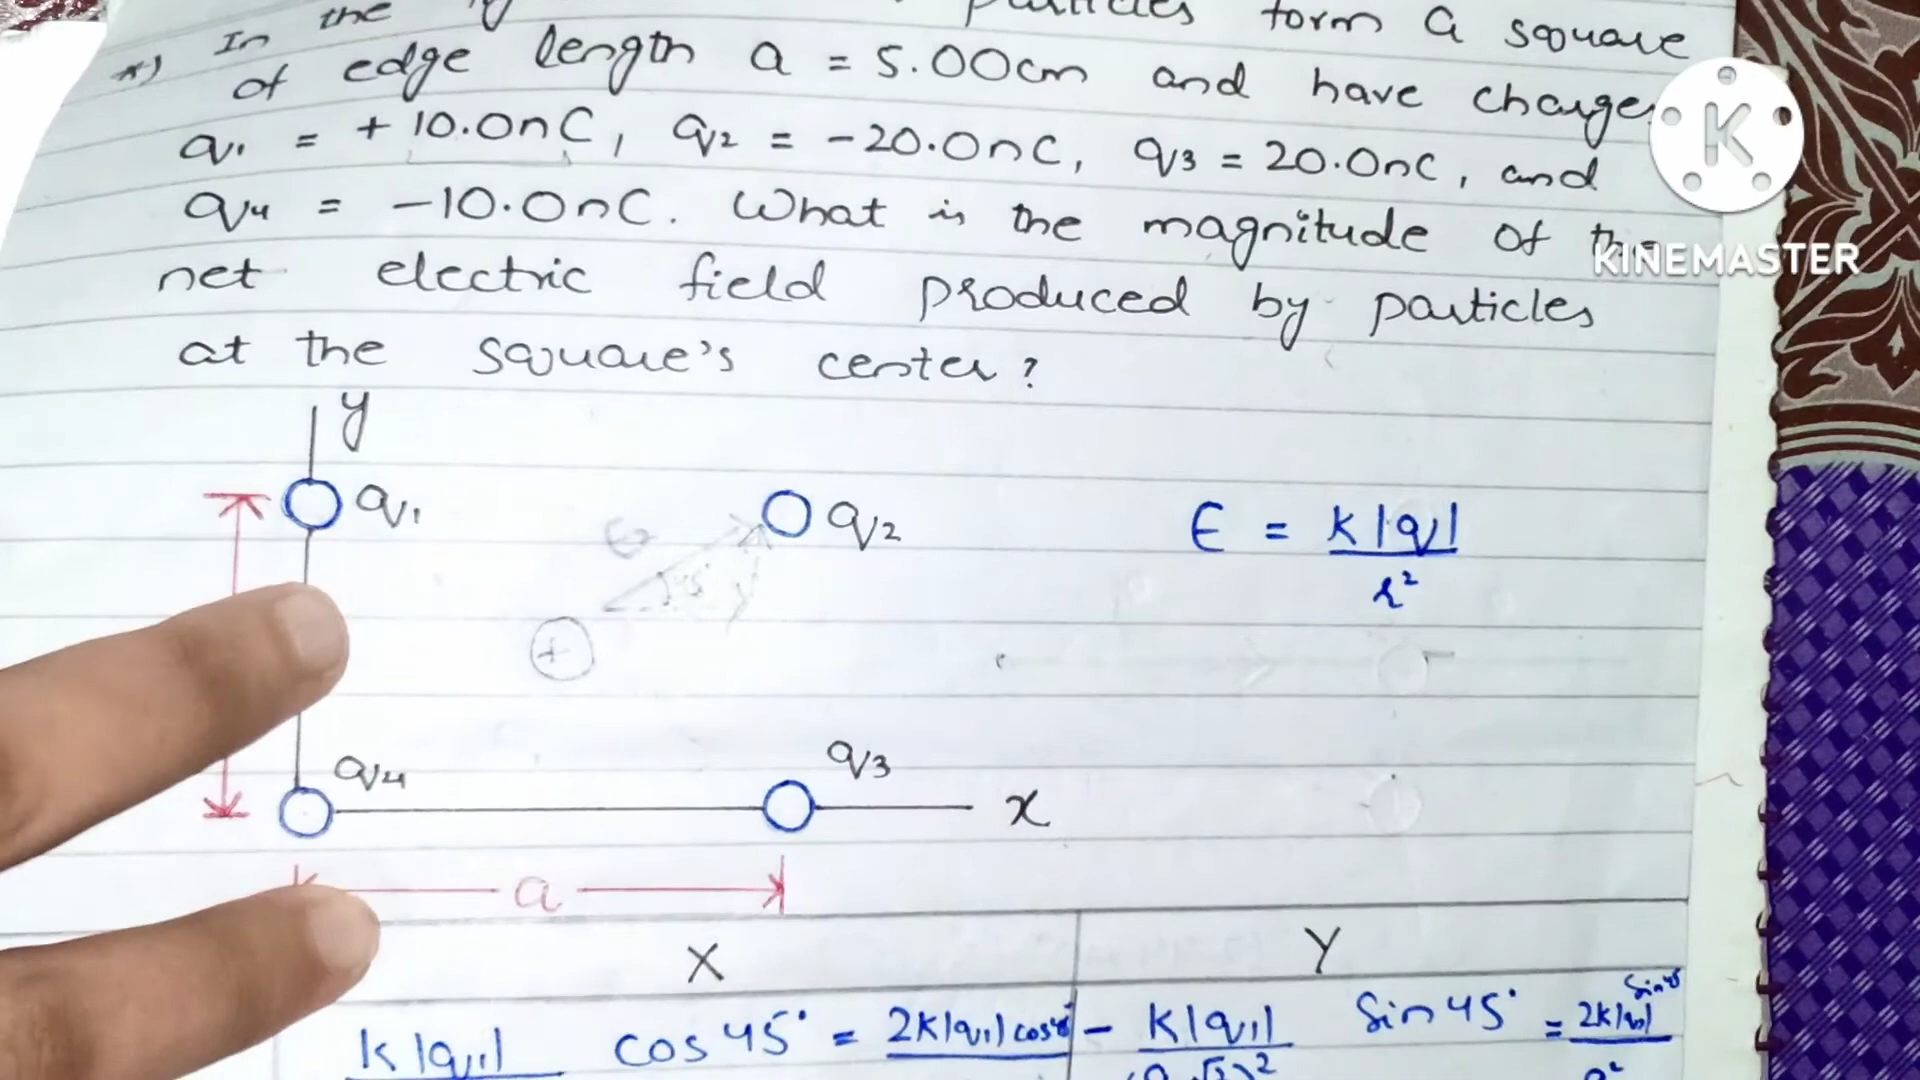 *) In the particles form a square
of edge length a = 5.00cm and have charges
q1 = +10.0nC, q2 = -20.0nC, q3 = 20.0nC, and
q4 = -10.0nC. What is the magnitude of the
net electric field produced by particles
at the square's center?
K
KINEMASTER
y
q1
q2
E = K|q|
r²
E
45
+
q3
q4
x
a
X Y
K|q1| cos 45° = 2K|q1| cos45° - K|q1| Sin 45° = 2K|q1| Sin45